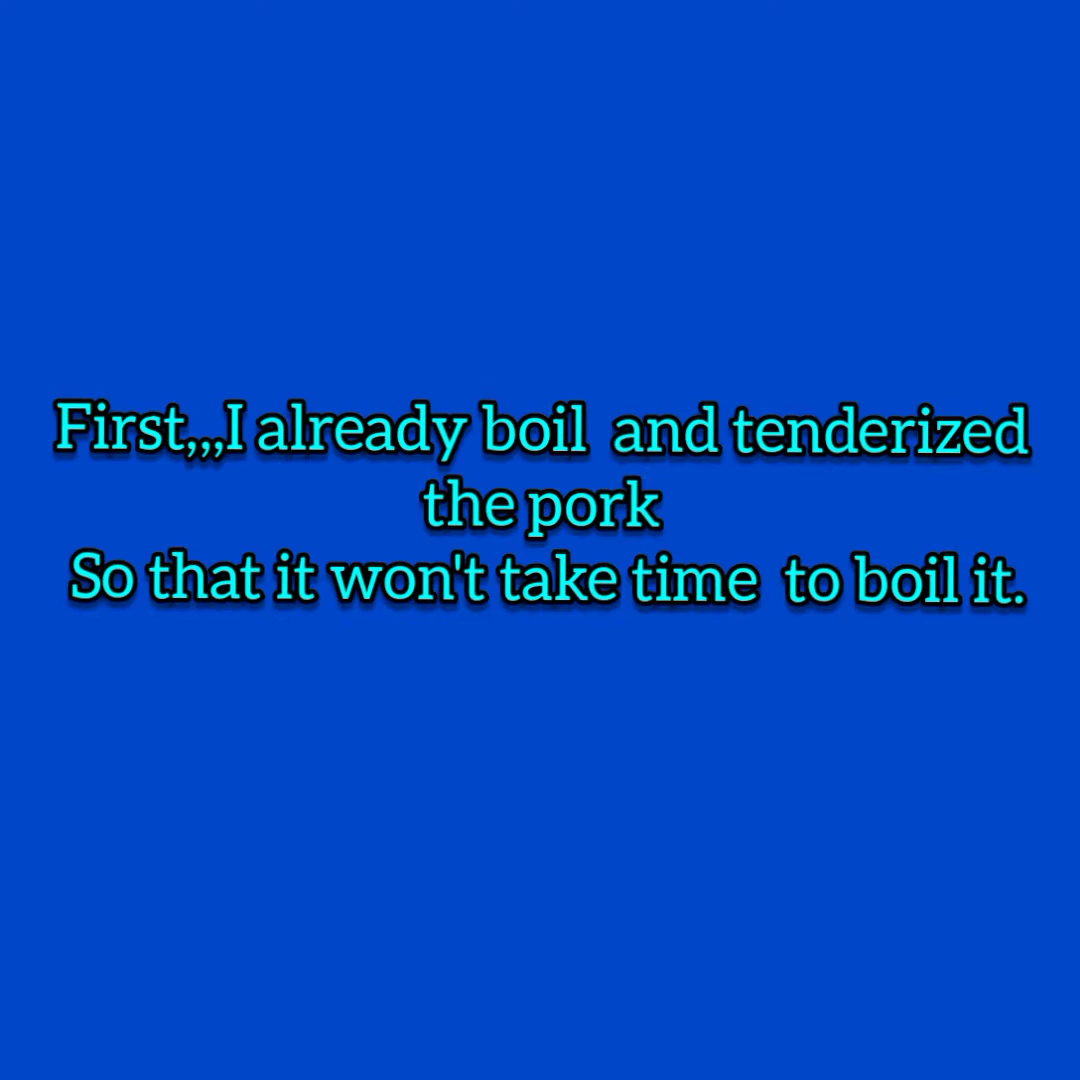 First,,,I already boil  and tenderized
the pork
So that it won't take time  to boil it.